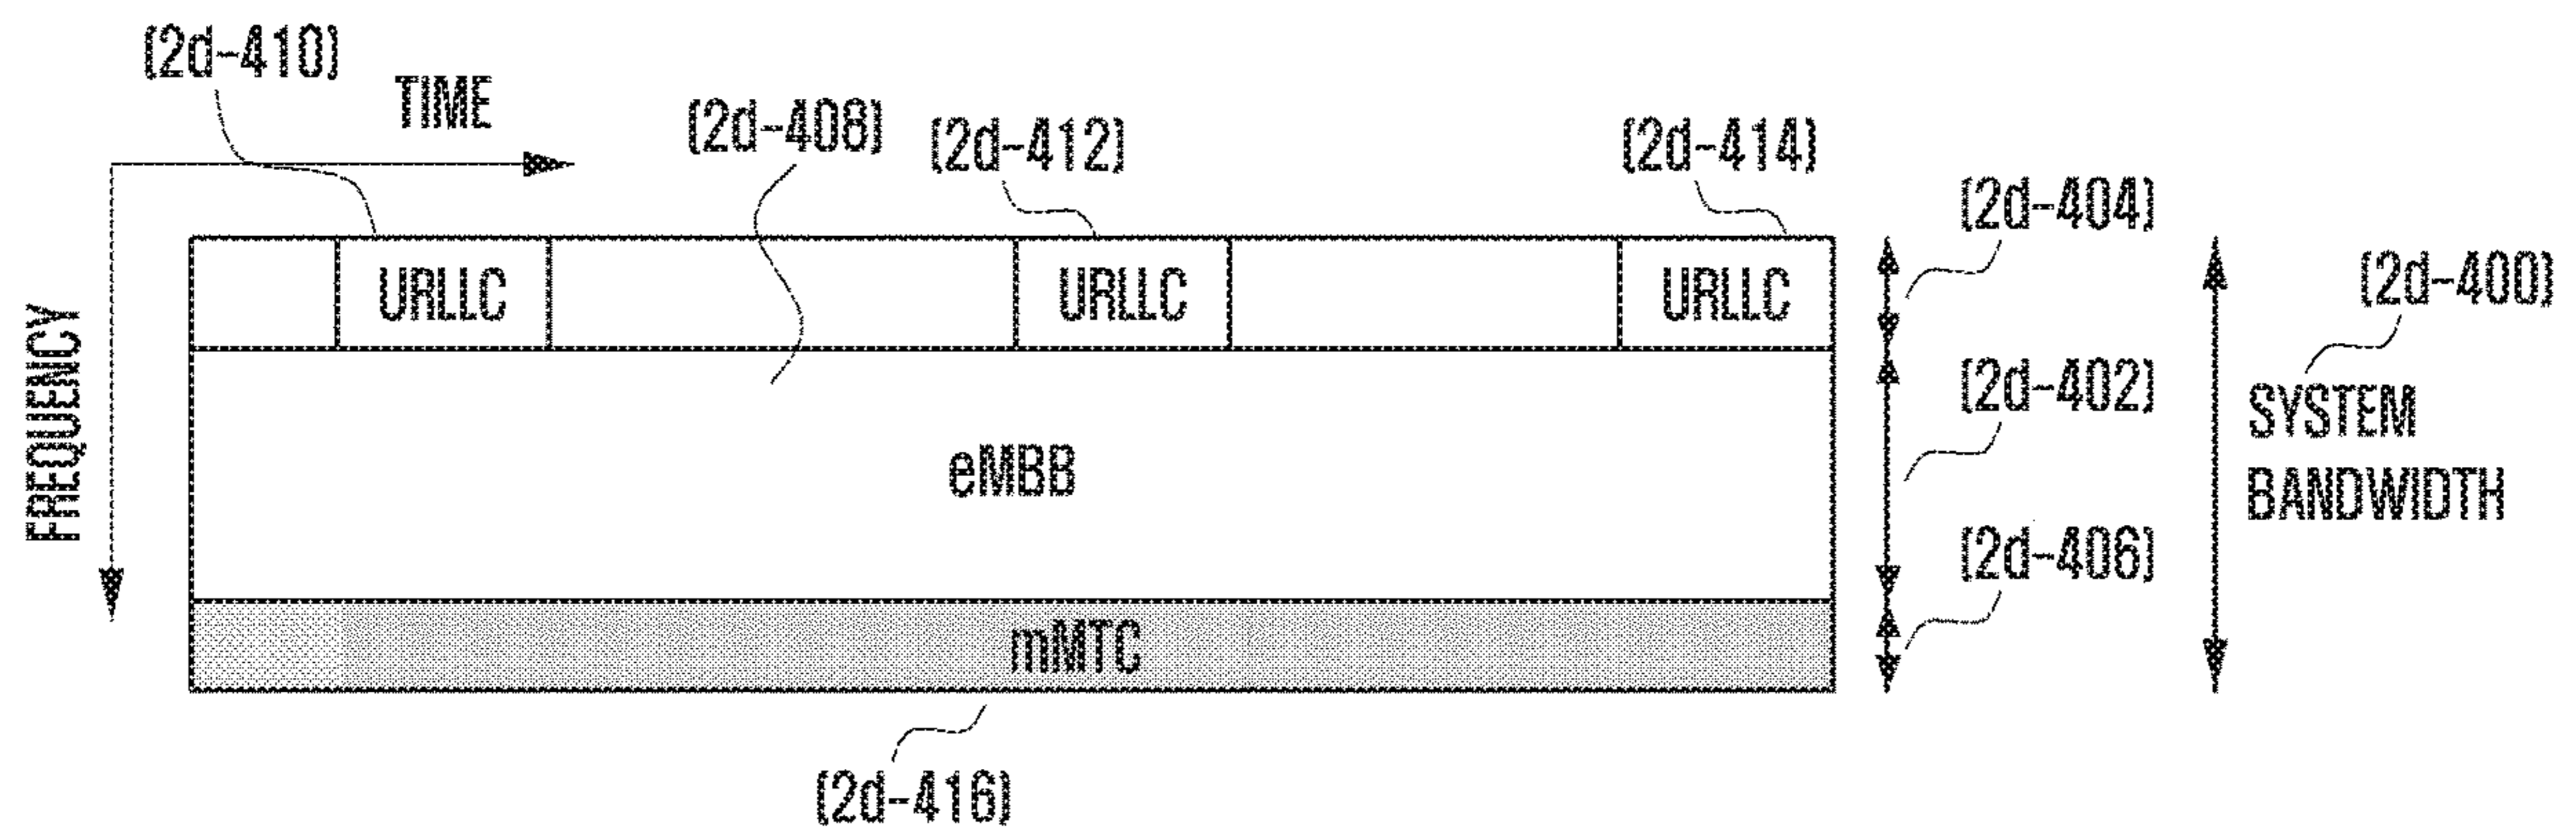 (2d-410)
TIME
(2d-408)
(2d-412)
(2d-414)
(2d-404)
(2d-400)
URLLC
URLLC
URLLC
FREQUENCY
(2d-402)
SYSTEM
BANDWIDTH
eMBB
(2d-406)
mMTC
(2d-416)